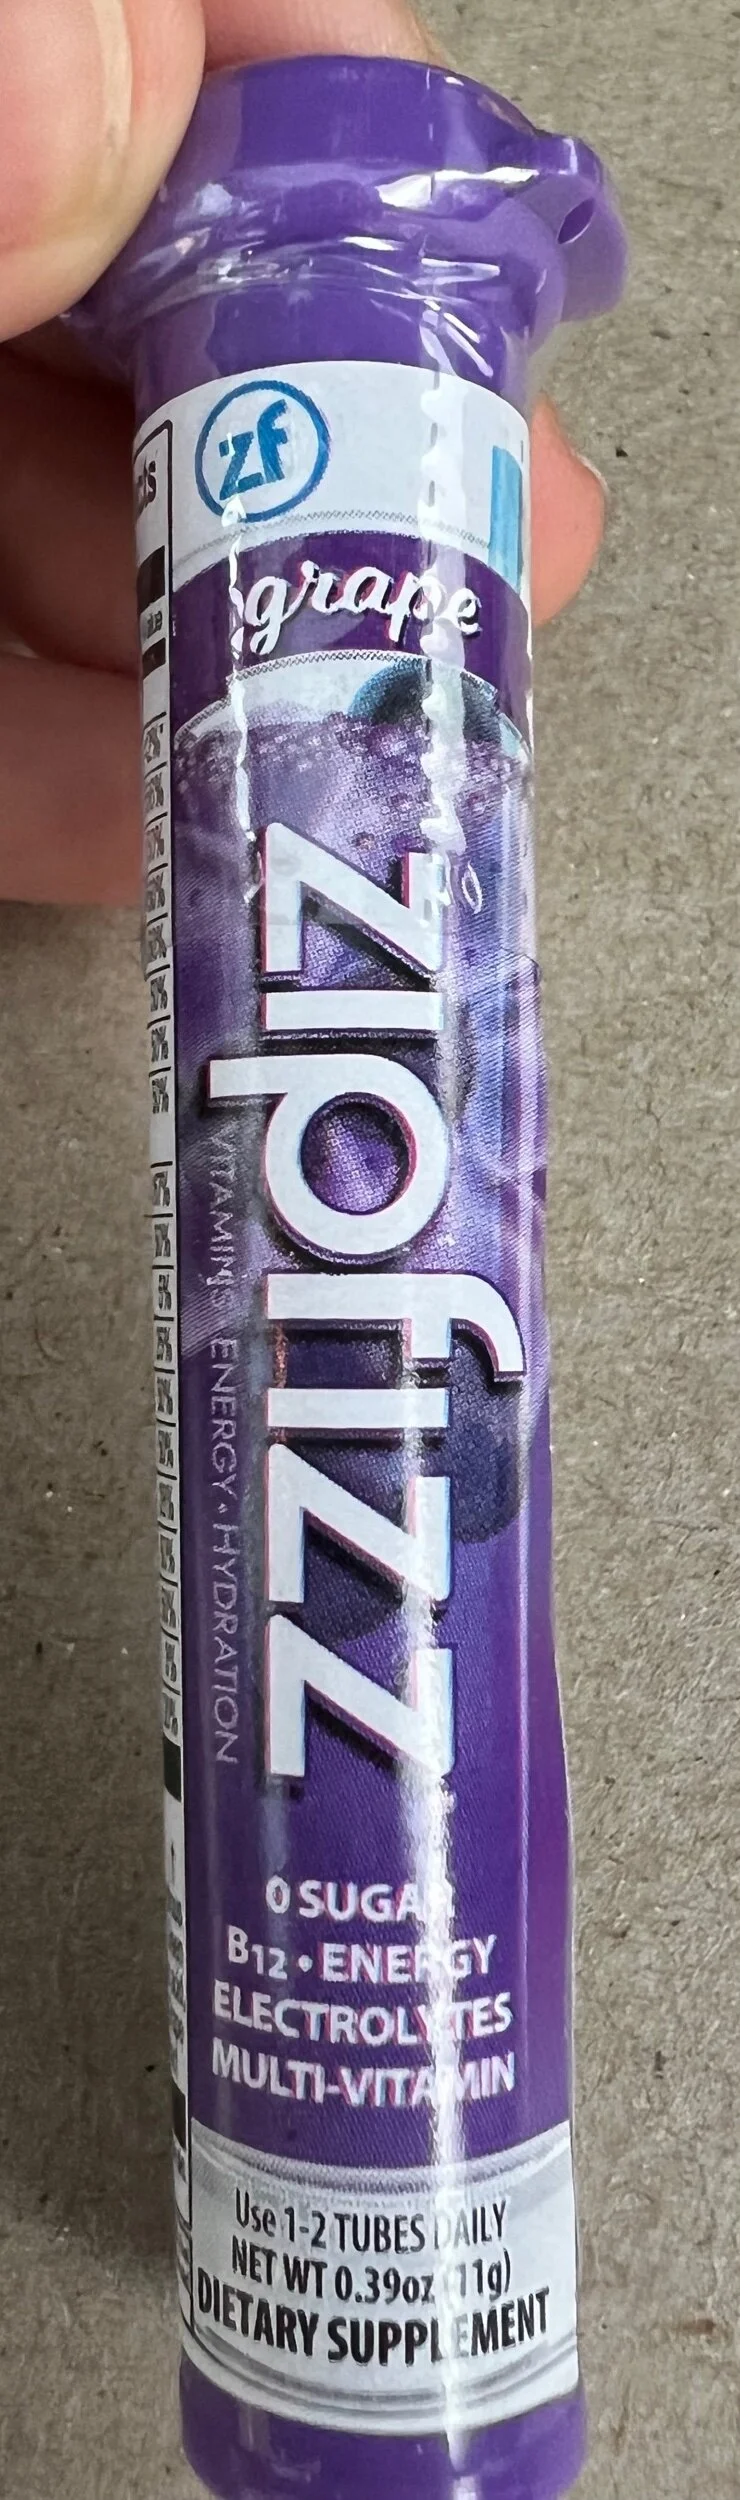 zf
grape
zipfizz
VITAMINS • ENERGY • HYDRATION
0 SUGAR
B12 • ENERGY
ELECTROLYTES
MULTI-VITAMIN
Use 1-2 TUBES DAILY
NET WT 0.39oz (11g)
DIETARY SUPPLEMENT